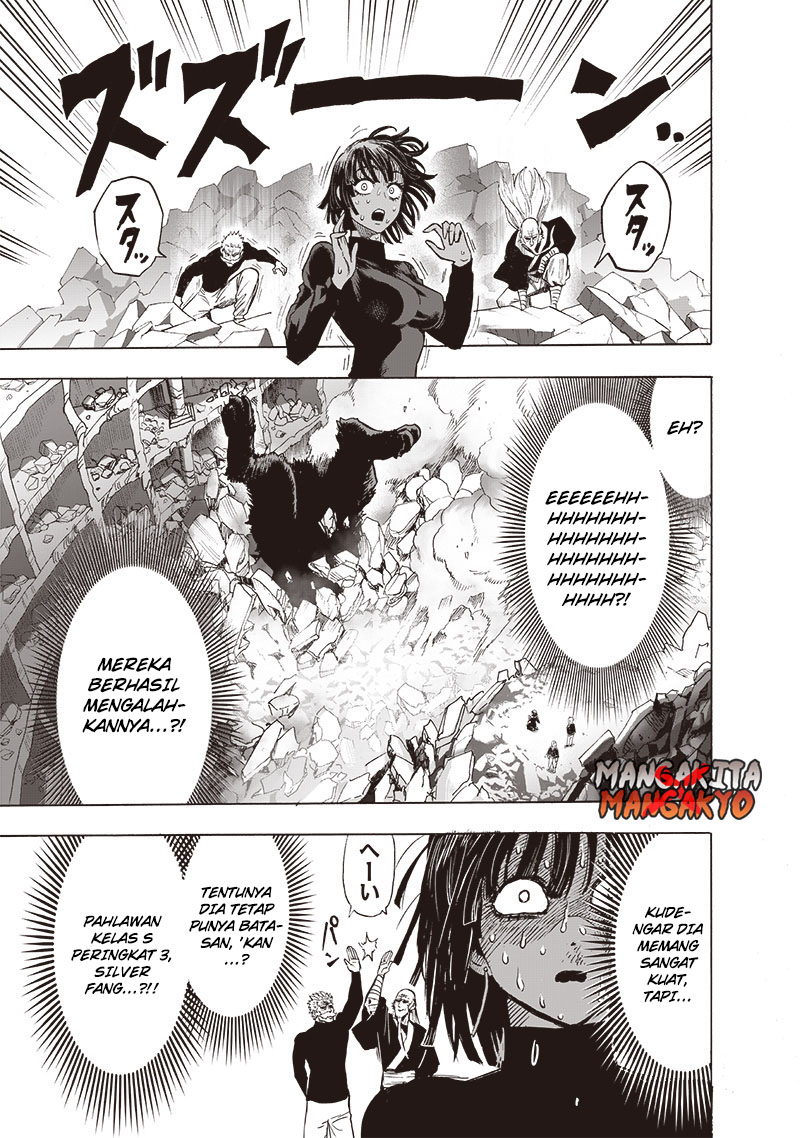 ズズーン
スタッ
スタッ
EH?
EEEEEEHH-
HHHHHHH-
HHHHHHH-
HHHHHHH-
HHHHHHH-
HHHH?!
MEREKA
BERHASIL
MENGALAH-
KANNYA...?!
MANGAKITA
MANGAKYO
KUDE-
NGAR DIA
MEMANG
SANGAT
KUAT,
TAPI...
へーい
パン
TENTUNYA
DIA TETAP
PUNYA BATA-
SAN, 'KAN
...?
PAHLAWAN
KELAS S
PERINGKAT 3,
SILVER
FANG...?!!